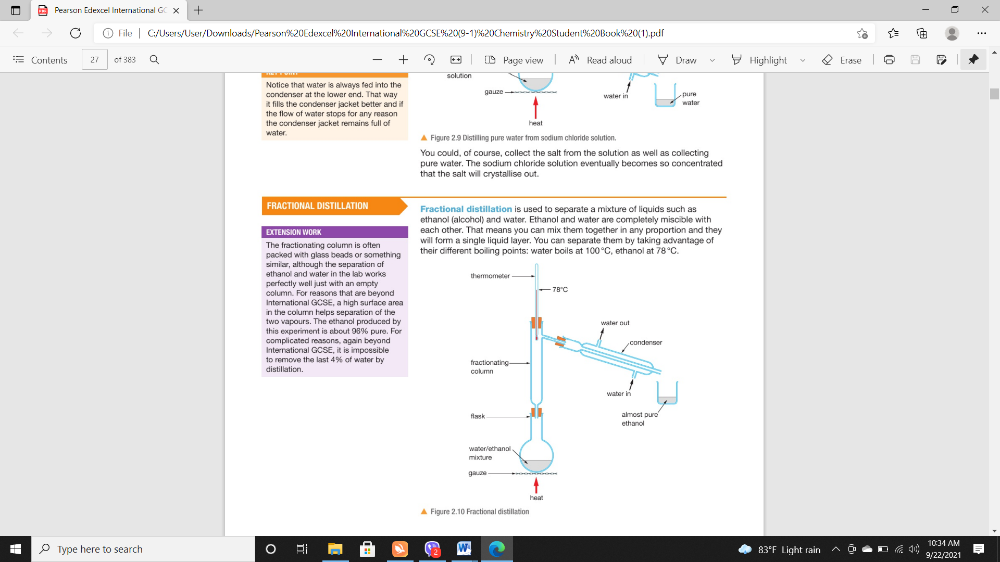 Pearson Edexcel International GC
File
C:/Users/User/Downloads/Pearson%20Edexcel%20International%20GCSE%20(9-1)%20Chemistry%20Student%20Book%20(1).pdf
Contents
27
of 383
Page view
Read aloud
Draw
Highlight
Erase
KEY POINT
Notice that water is always fed into the
condenser at the lower end. That way
it fills the condenser jacket better and if
the flow of water stops for any reason
the condenser jacket remains full of
water.
solution
gauze
heat
water in
pure
water
Figure 2.9 Distilling pure water from sodium chloride solution.
You could, of course, collect the salt from the solution as well as collecting
pure water. The sodium chloride solution eventually becomes so concentrated
that the salt will crystallise out.
FRACTIONAL DISTILLATION
EXTENSION WORK
The fractionating column is often
packed with glass beads or something
similar, although the separation of
ethanol and water in the lab works
perfectly well just with an empty
column. For reasons that are beyond
International GCSE, a high surface area
in the column helps separation of the
two vapours. The ethanol produced by
this experiment is about 96% pure. For
complicated reasons, again beyond
International GCSE, it is impossible
to remove the last 4% of water by
distillation.
Fractional distillation is used to separate a mixture of liquids such as
ethanol (alcohol) and water. Ethanol and water are completely miscible with
each other. That means you can mix them together in any proportion and they
will form a single liquid layer. You can separate them by taking advantage of
their different boiling points: water boils at 100 °C, ethanol at 78 °C.
thermometer
78°C
water out
condenser
fractionating
column
water in
flask
almost pure
ethanol
water/ethanol
mixture
gauze
heat
Figure 2.10 Fractional distillation
Type here to search
2
83°F Light rain
10:34 AM
9/22/2021